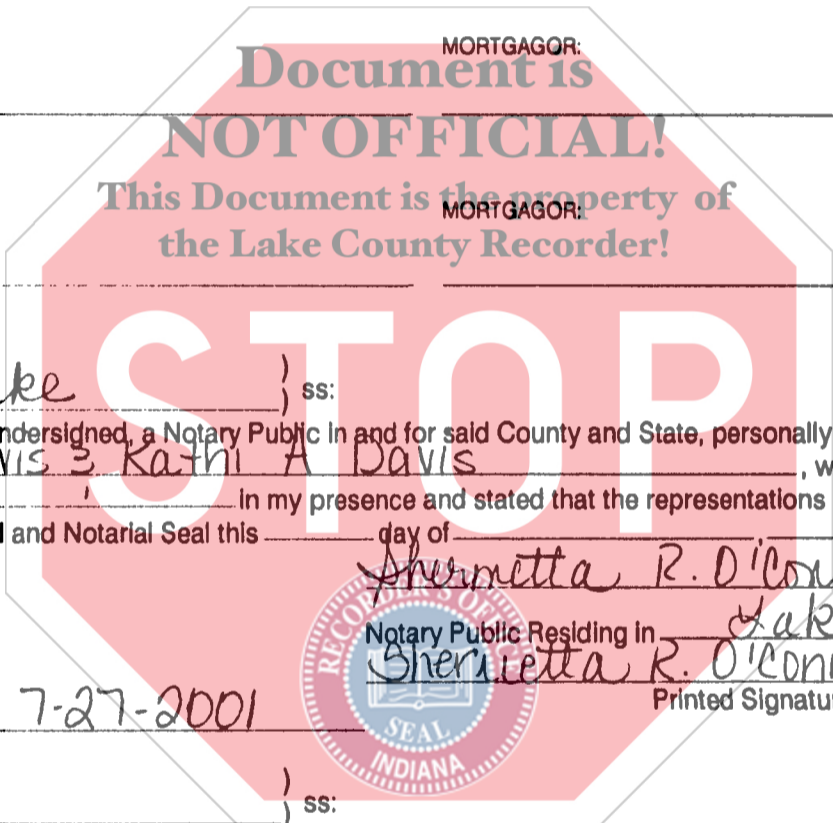 MORTGAGOR:
Document is
NOT OFFICIAL!
This Document is the property of
MORTGAGOR:
the Lake County Recorder!
STOP
ke
) ss:
ndersigned, a Notary Public in and for said County and State, personally
vis & Kathi A Davis, w
in my presence and stated that the representations
and Notarial Seal this day of
R. O'Con
Notary Public Residing in Lak
R. O'Conn
Printed Signatu
7-27-2001
RECORDER'S OFFICE
SEAL
INDIANA
) ss: